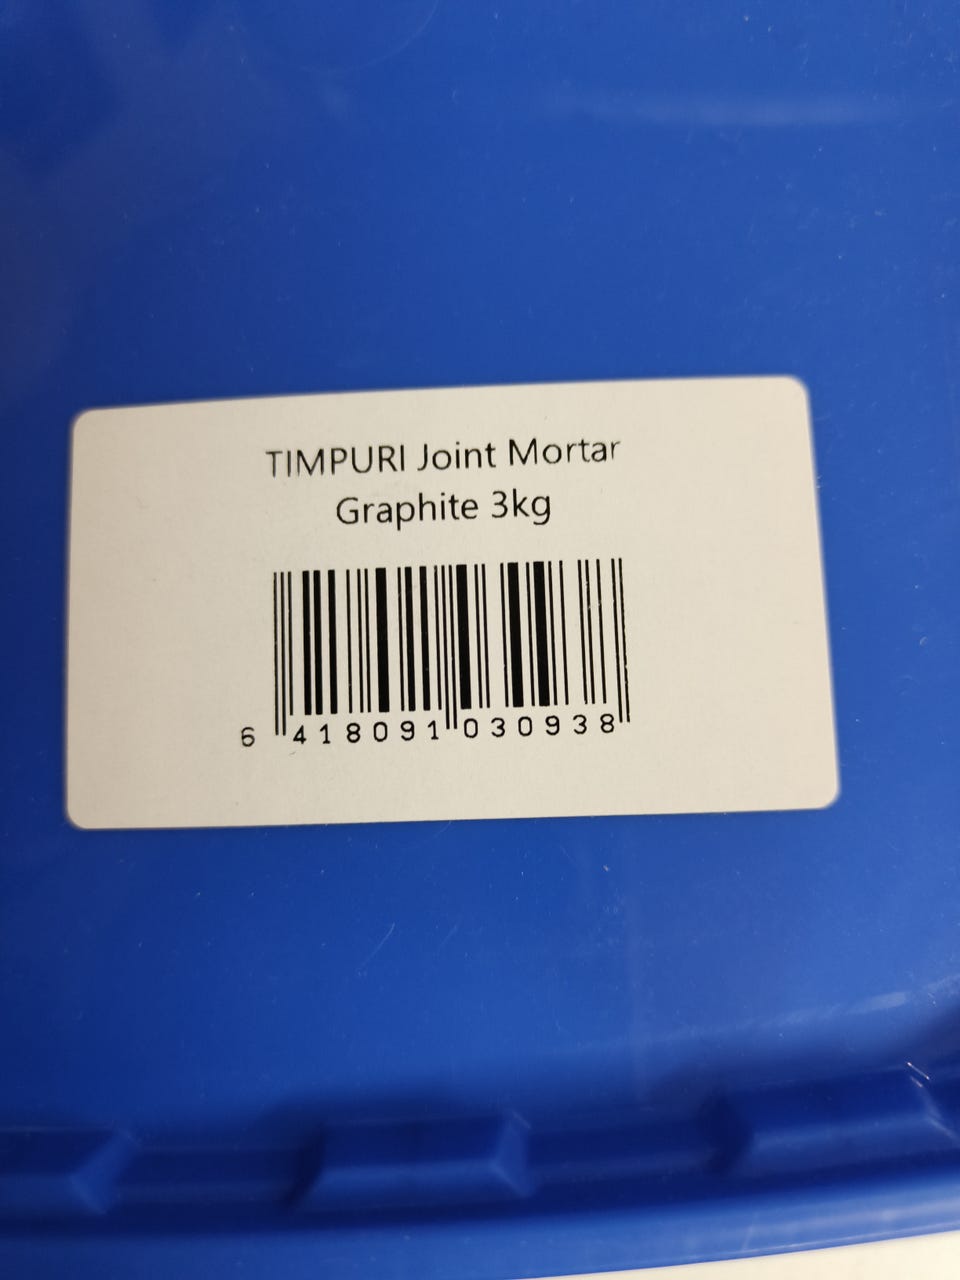 TIMPURI Joint Mortar
Graphite 3kg
6 418091 030938